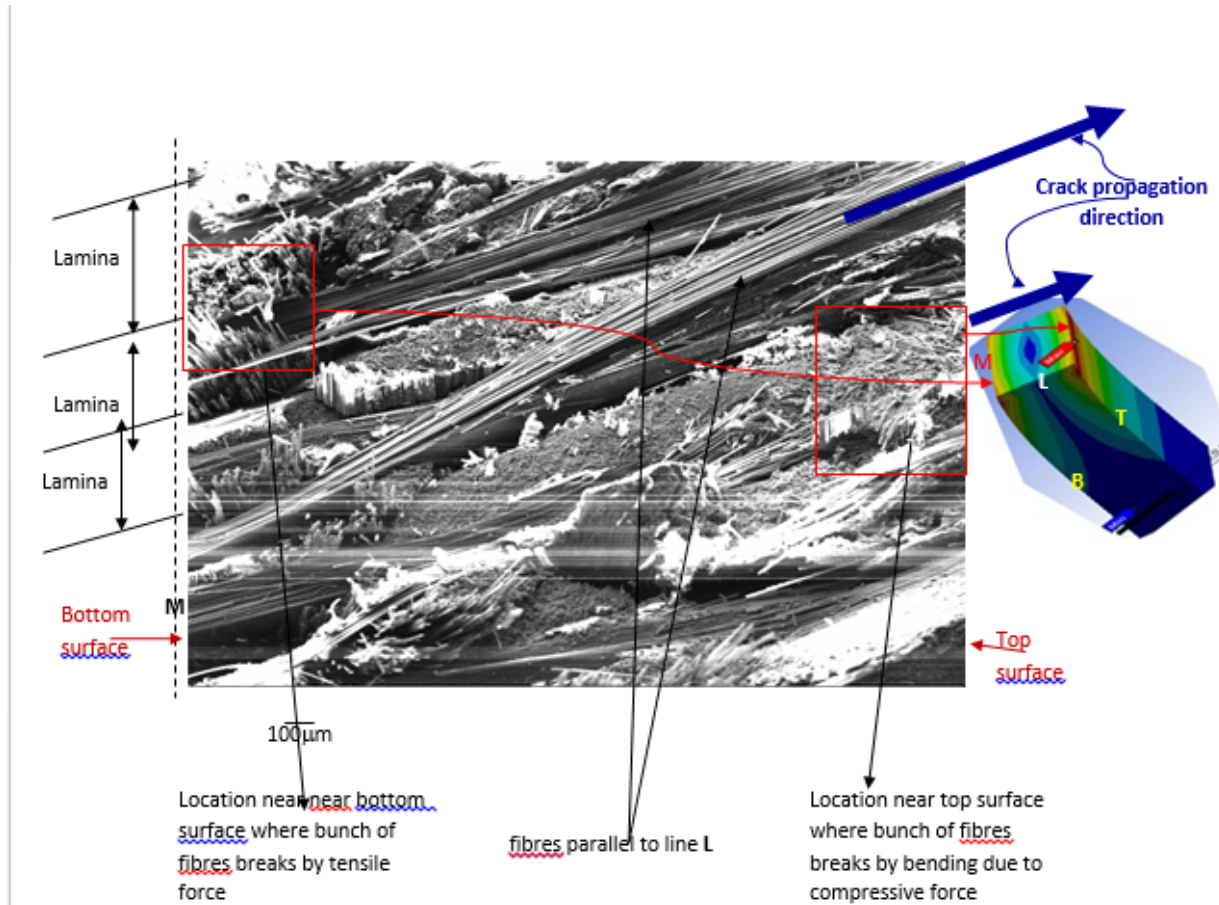 Crack propagation
direction
Lamina
Lamina
Lamina
M
L
T
B
M
Bottom
surface
Top
surface
100µm
Location near near bottom
surface where bunch of
fibres breaks by tensile
force
fibres parallel to line L
Location near top surface
where bunch of fibres
breaks by bending due to
compressive force